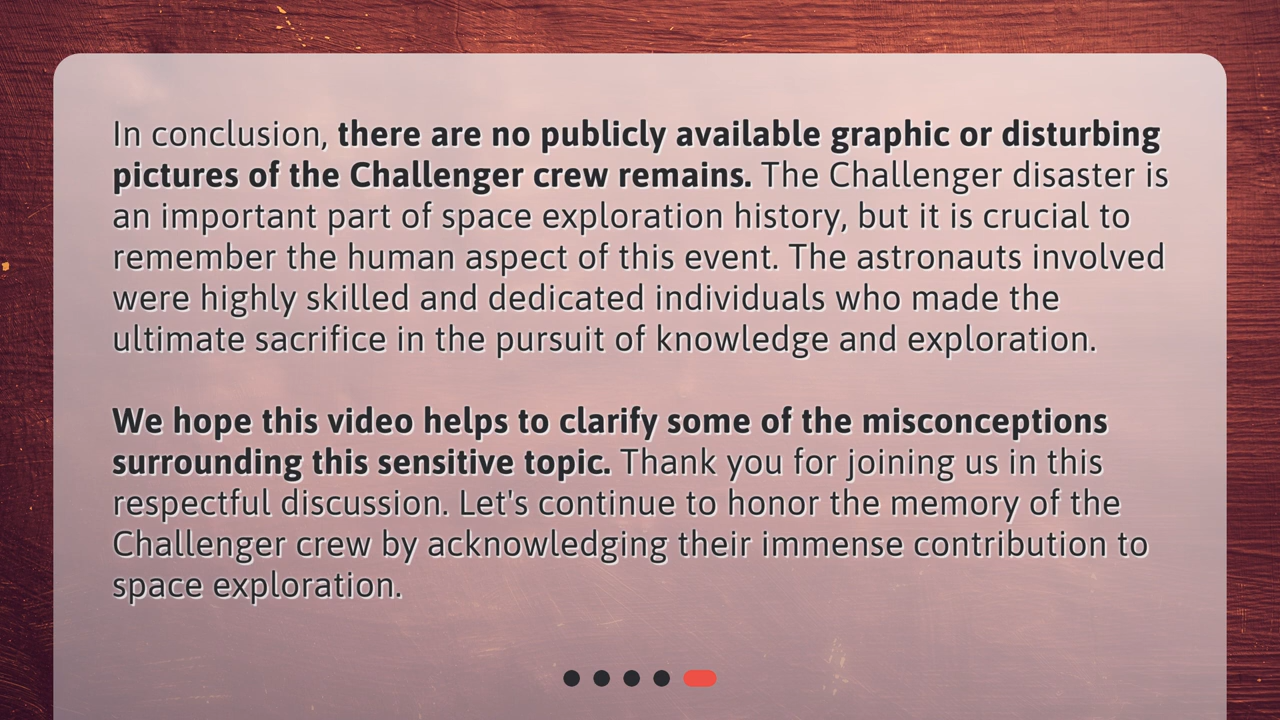 In conclusion, there are no publicly available graphic or disturbing
pictures of the Challenger crew remains. The Challenger disaster is
an important part of space exploration history, but it is crucial to
remember the human aspect of this event. The astronauts involved
were highly skilled and dedicated individuals who made the
ultimate sacrifice in the pursuit of knowledge and exploration.
We hope this video helps to clarify some of the misconceptions
surrounding this sensitive topic. Thank you for joining us in this
respectful discussion. Let's continue to honor the memory of the
Challenger crew by acknowledging their immense contribution to
space exploration.